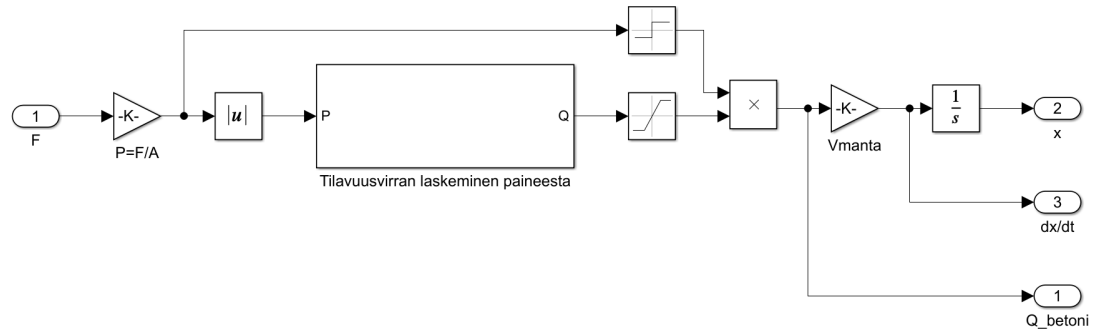 1
F
-K-
P=F/A
|u|
P
Q
Tilavuusvirran laskeminen paineesta
×
-K-
Vmanta
1
s
2
x
3
dx/dt
1
Q_betoni